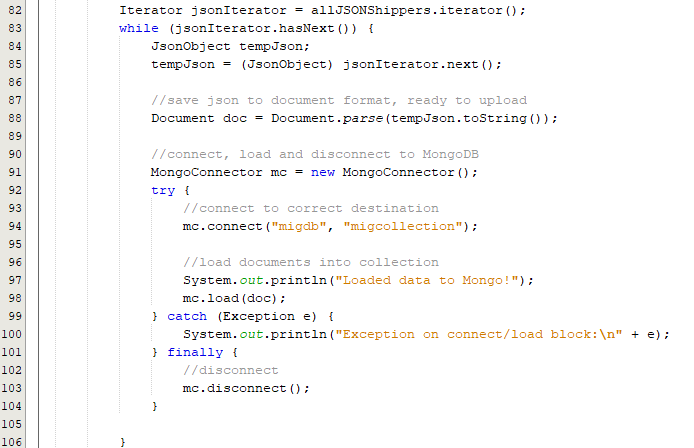 82 Iterator jsonIterator = allJSONShippers.iterator();
83 while (jsonIterator.hasNext()) {
84 JsonObject tempJson;
85 tempJson = (JsonObject) jsonIterator.next();
86
87 //save json to document format, ready to upload
88 Document doc = Document.parse(tempJson.toString());
89
90 //connect, load and disconnect to MongoDB
91 MongoConnector mc = new MongoConnector();
92 try {
93 //connect to correct destination
94 mc.connect("migdb", "migcollection");
95
96 //load documents into collection
97 System.out.println("Loaded data to Mongo!");
98 mc.load(doc);
99 } catch (Exception e) {
100 System.out.println("Exception on connect/load block:\n" + e);
101 } finally {
102 //disconnect
103 mc.disconnect();
104 }
105
106 }